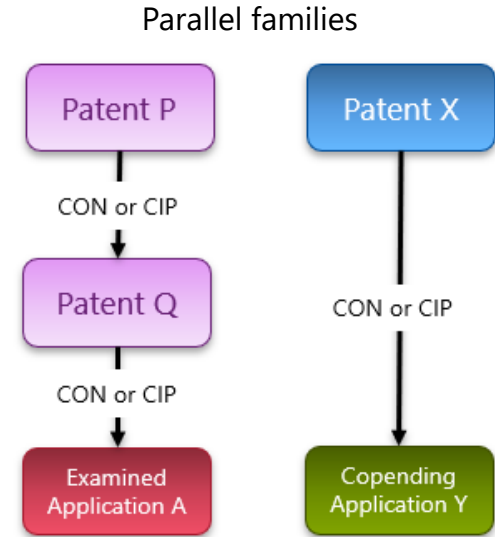 Parallel families
Patent P
Patent X
CON or CIP
Patent Q
CON or CIP
CON or CIP
Examined
Application A
Copending
Application Y